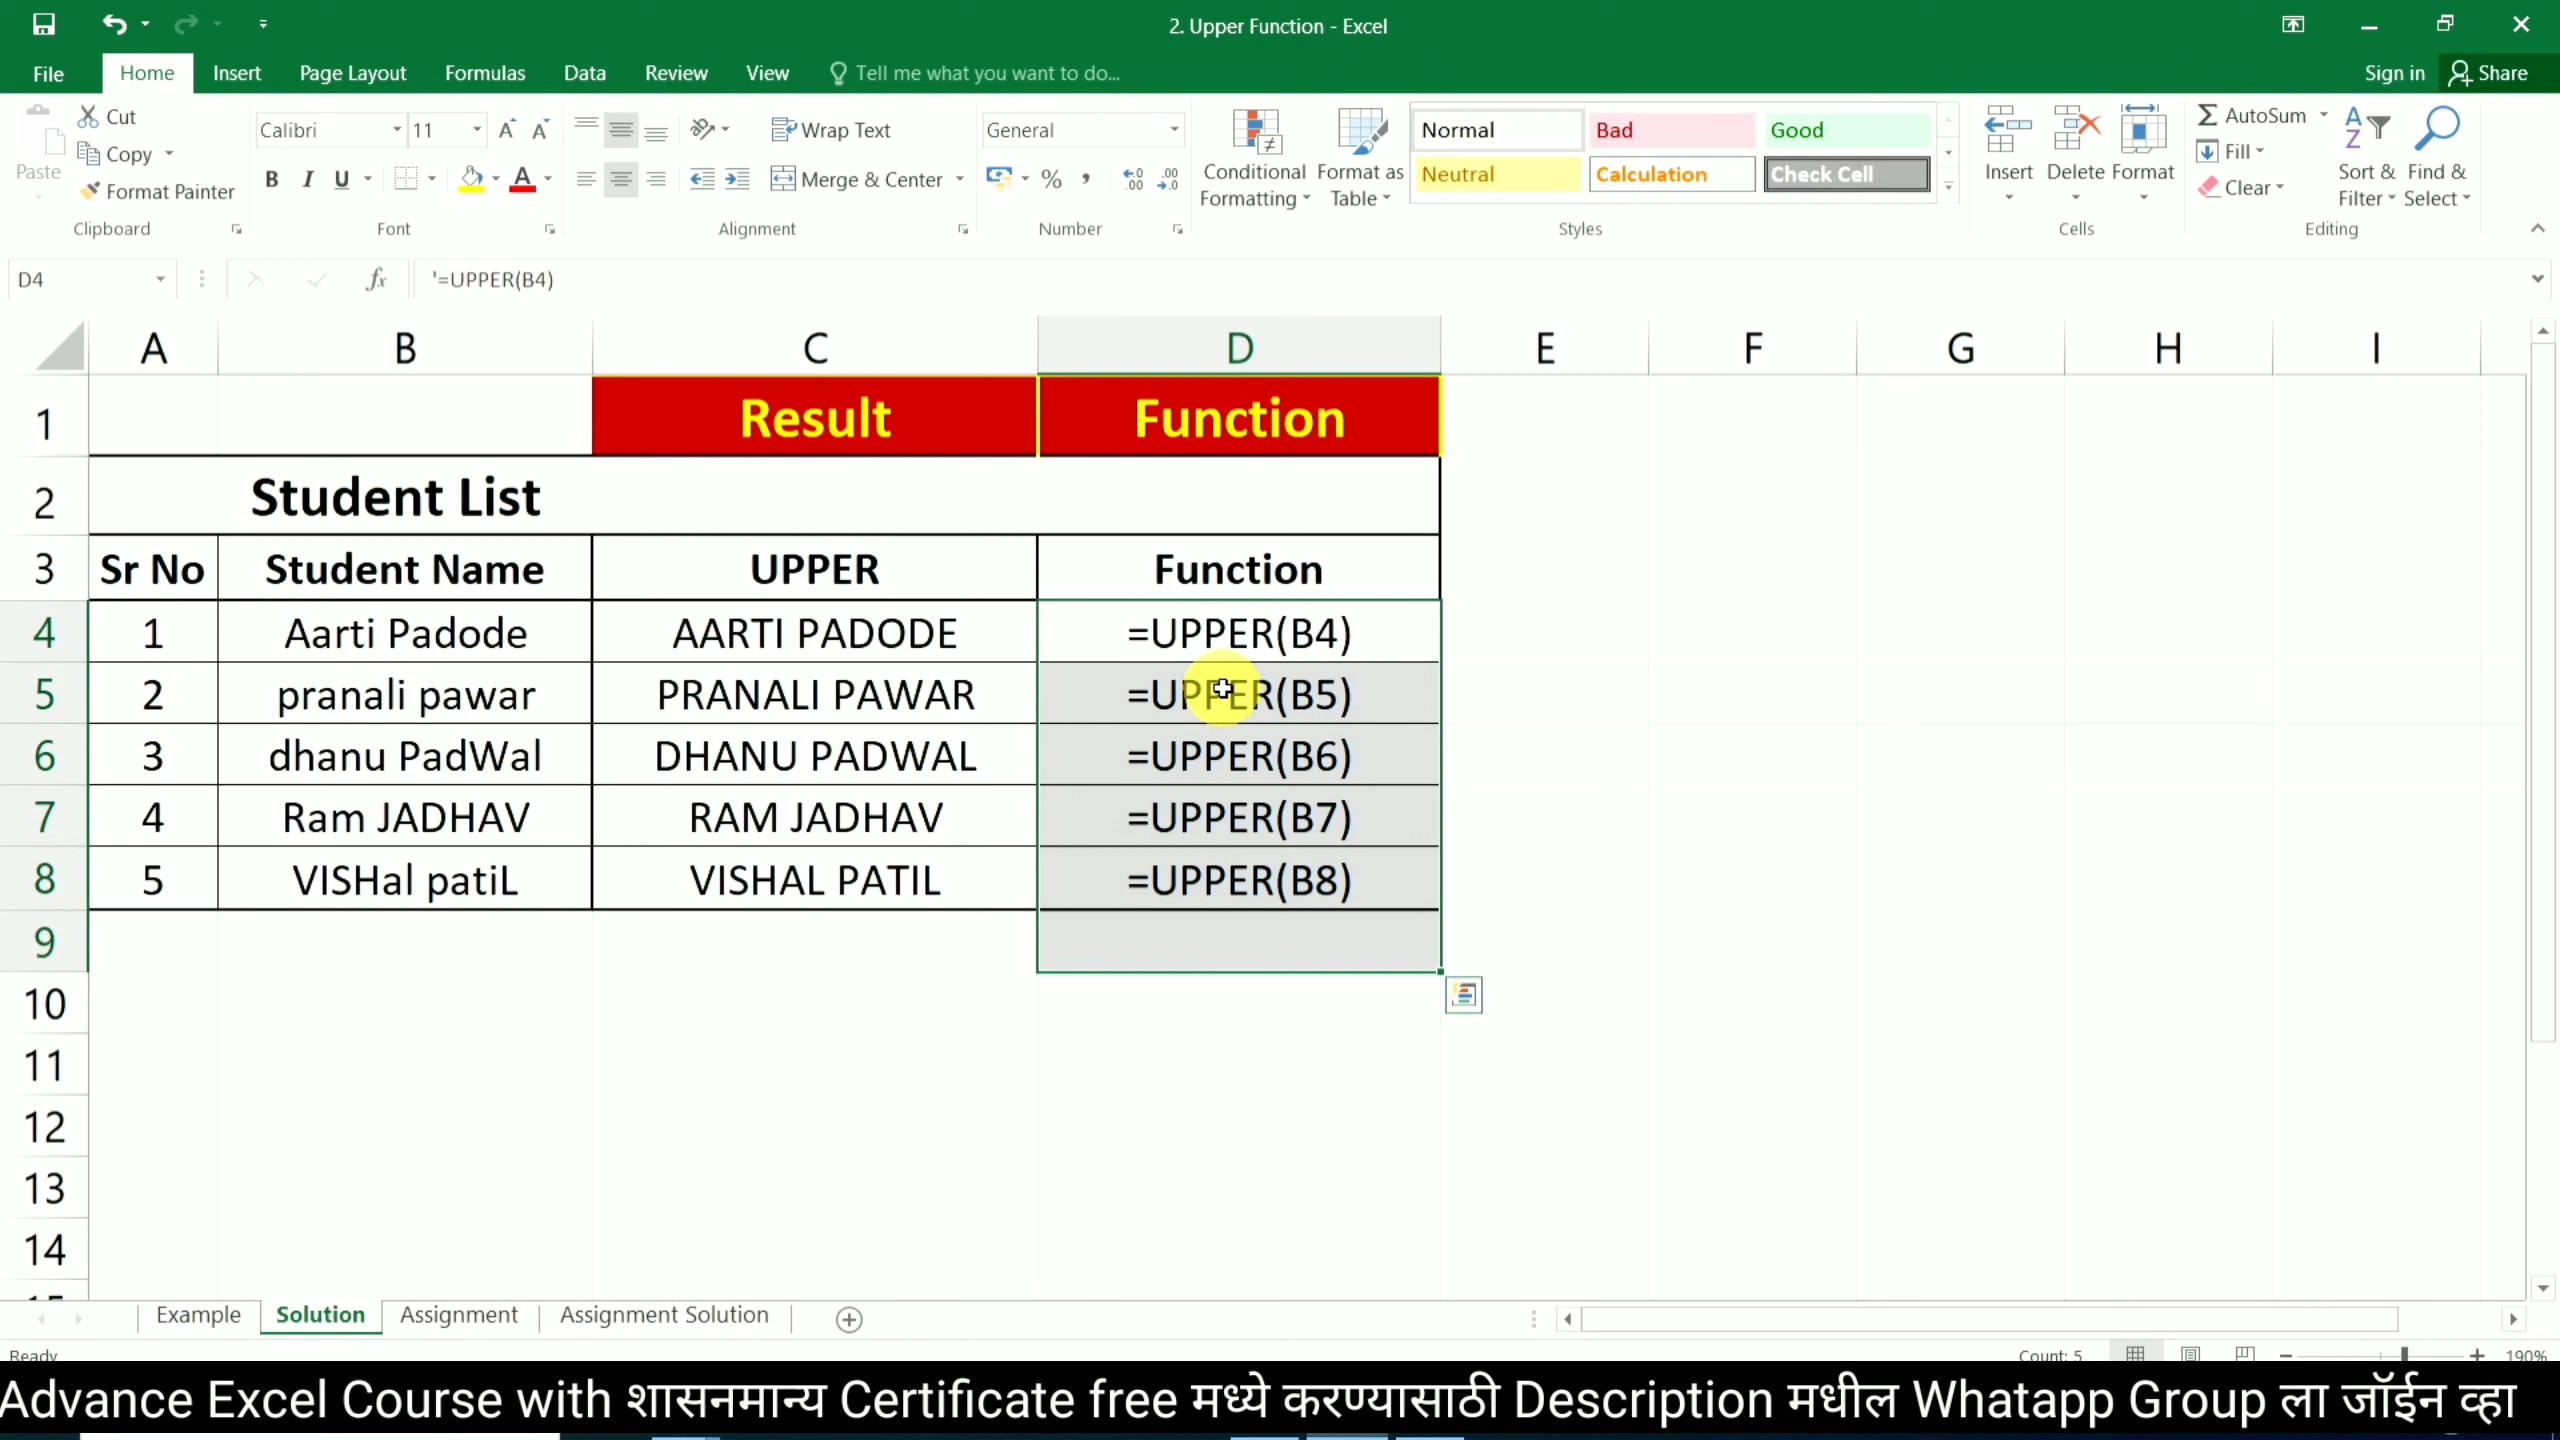 2. Upper Function - Excel
File Home Insert Page Layout Formulas Data Review View Tell me what you want to do... Sign in Share
Paste Cut Copy Format Painter Clipboard
Calibri 11 B I U Font
Wrap Text Merge & Center Alignment
General % , Number
Conditional Formatting Format as Table
Normal Bad Good
Neutral Calculation Check Cell
Styles
Insert Delete Format Cells
AutoSum Fill Clear Sort & Filter Find & Select Editing
D4 fx '=UPPER(B4)
A B C D E F G H I
1 Result Function
2 Student List
3 Sr No Student Name UPPER Function
4 1 Aarti Padode AARTI PADODE =UPPER(B4)
5 2 pranali pawar PRANALI PAWAR =UPPER(B5)
6 3 dhanu PadWal DHANU PADWAL =UPPER(B6)
7 4 Ram JADHAV RAM JADHAV =UPPER(B7)
8 5 VISHal patiL VISHAL PATIL =UPPER(B8)
9
10
11
12
13
14
15
Example Solution Assignment Assignment Solution
Ready Count: 5 190%
Advance Excel Course with शासनमान्य Certificate free मध्ये करण्यासाठी Description मधील Whatapp Group ला जॉईन व्हा